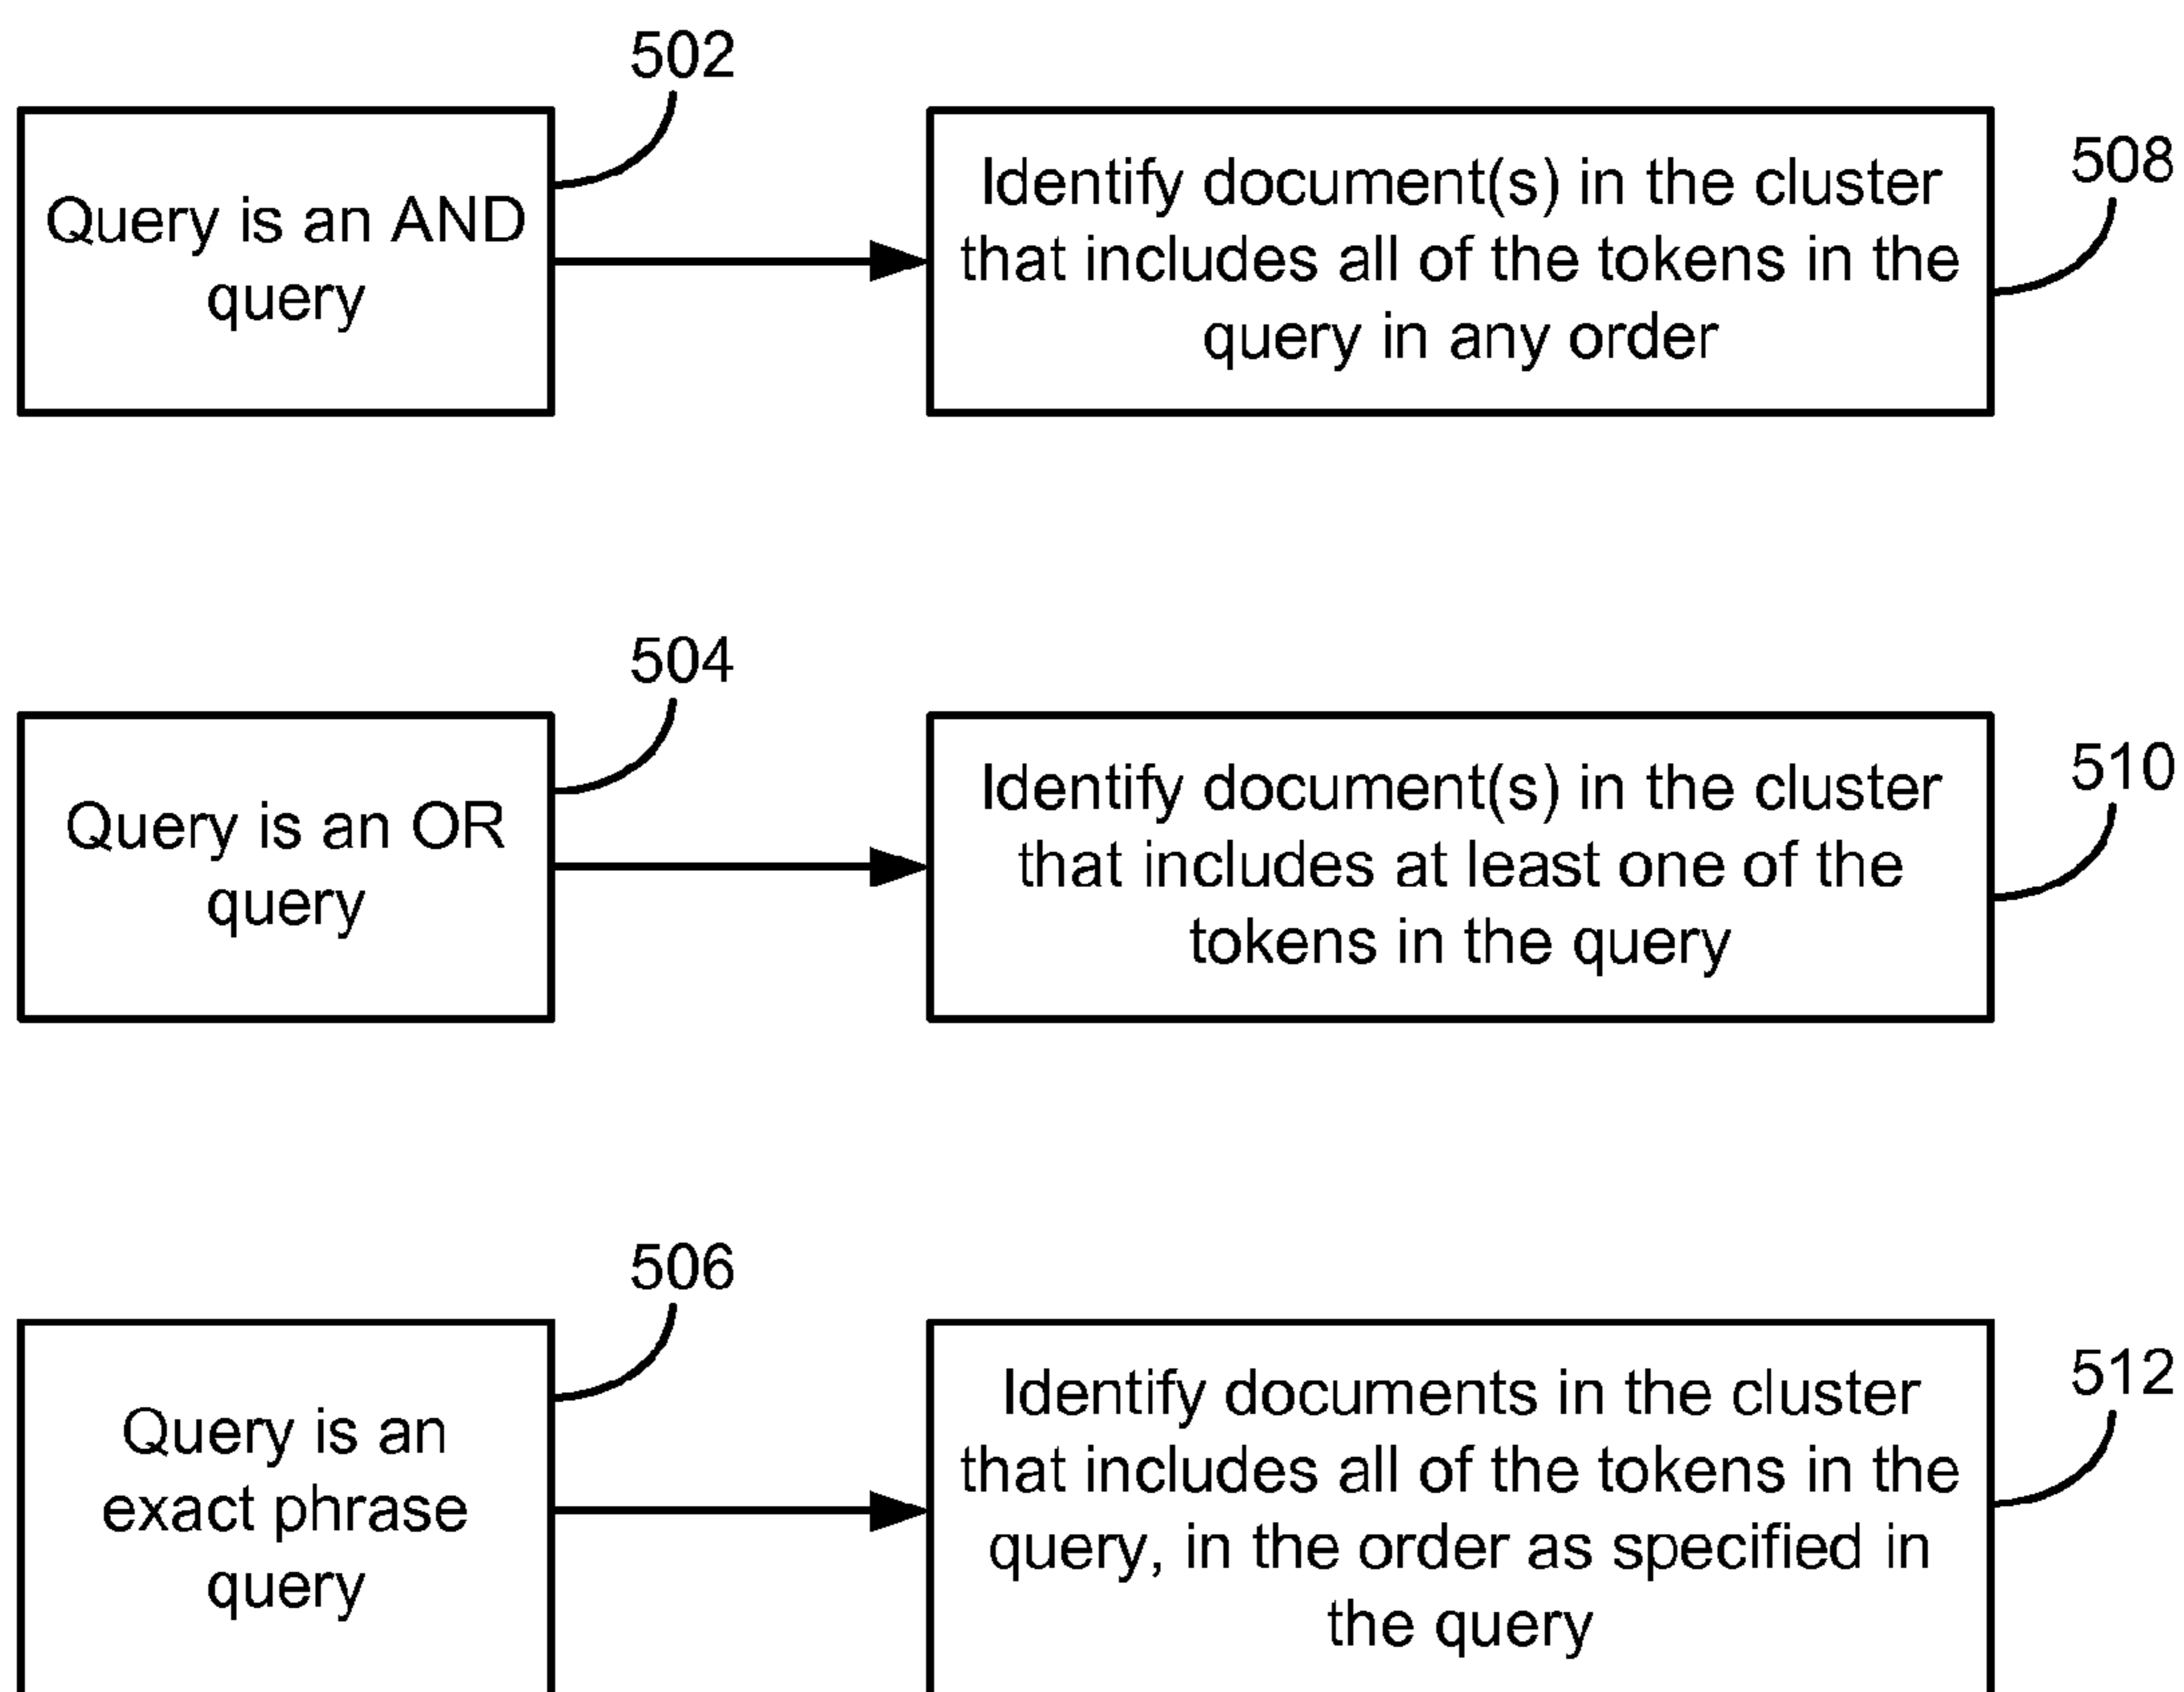 502
Query is an AND
query
Identify document(s) in the cluster
that includes all of the tokens in the
query in any order
508
504
Query is an OR
query
Identify document(s) in the cluster
that includes at least one of the
tokens in the query
510
506
Query is an
exact phrase
query
Identify documents in the cluster
that includes all of the tokens in the
query, in the order as specified in
the query
512